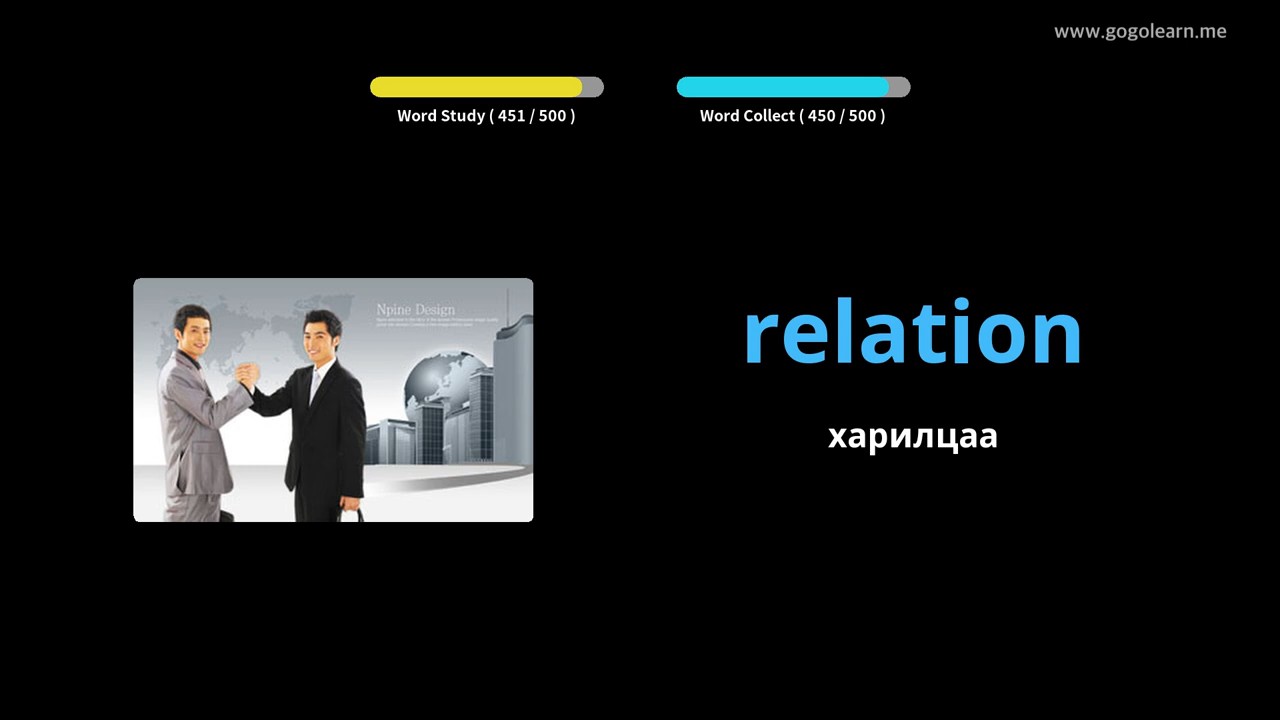 www.gogolearn.me
Word Study ( 451 / 500 )
Word Collect ( 450 / 500 )
Npine Design
relation
харилцаа